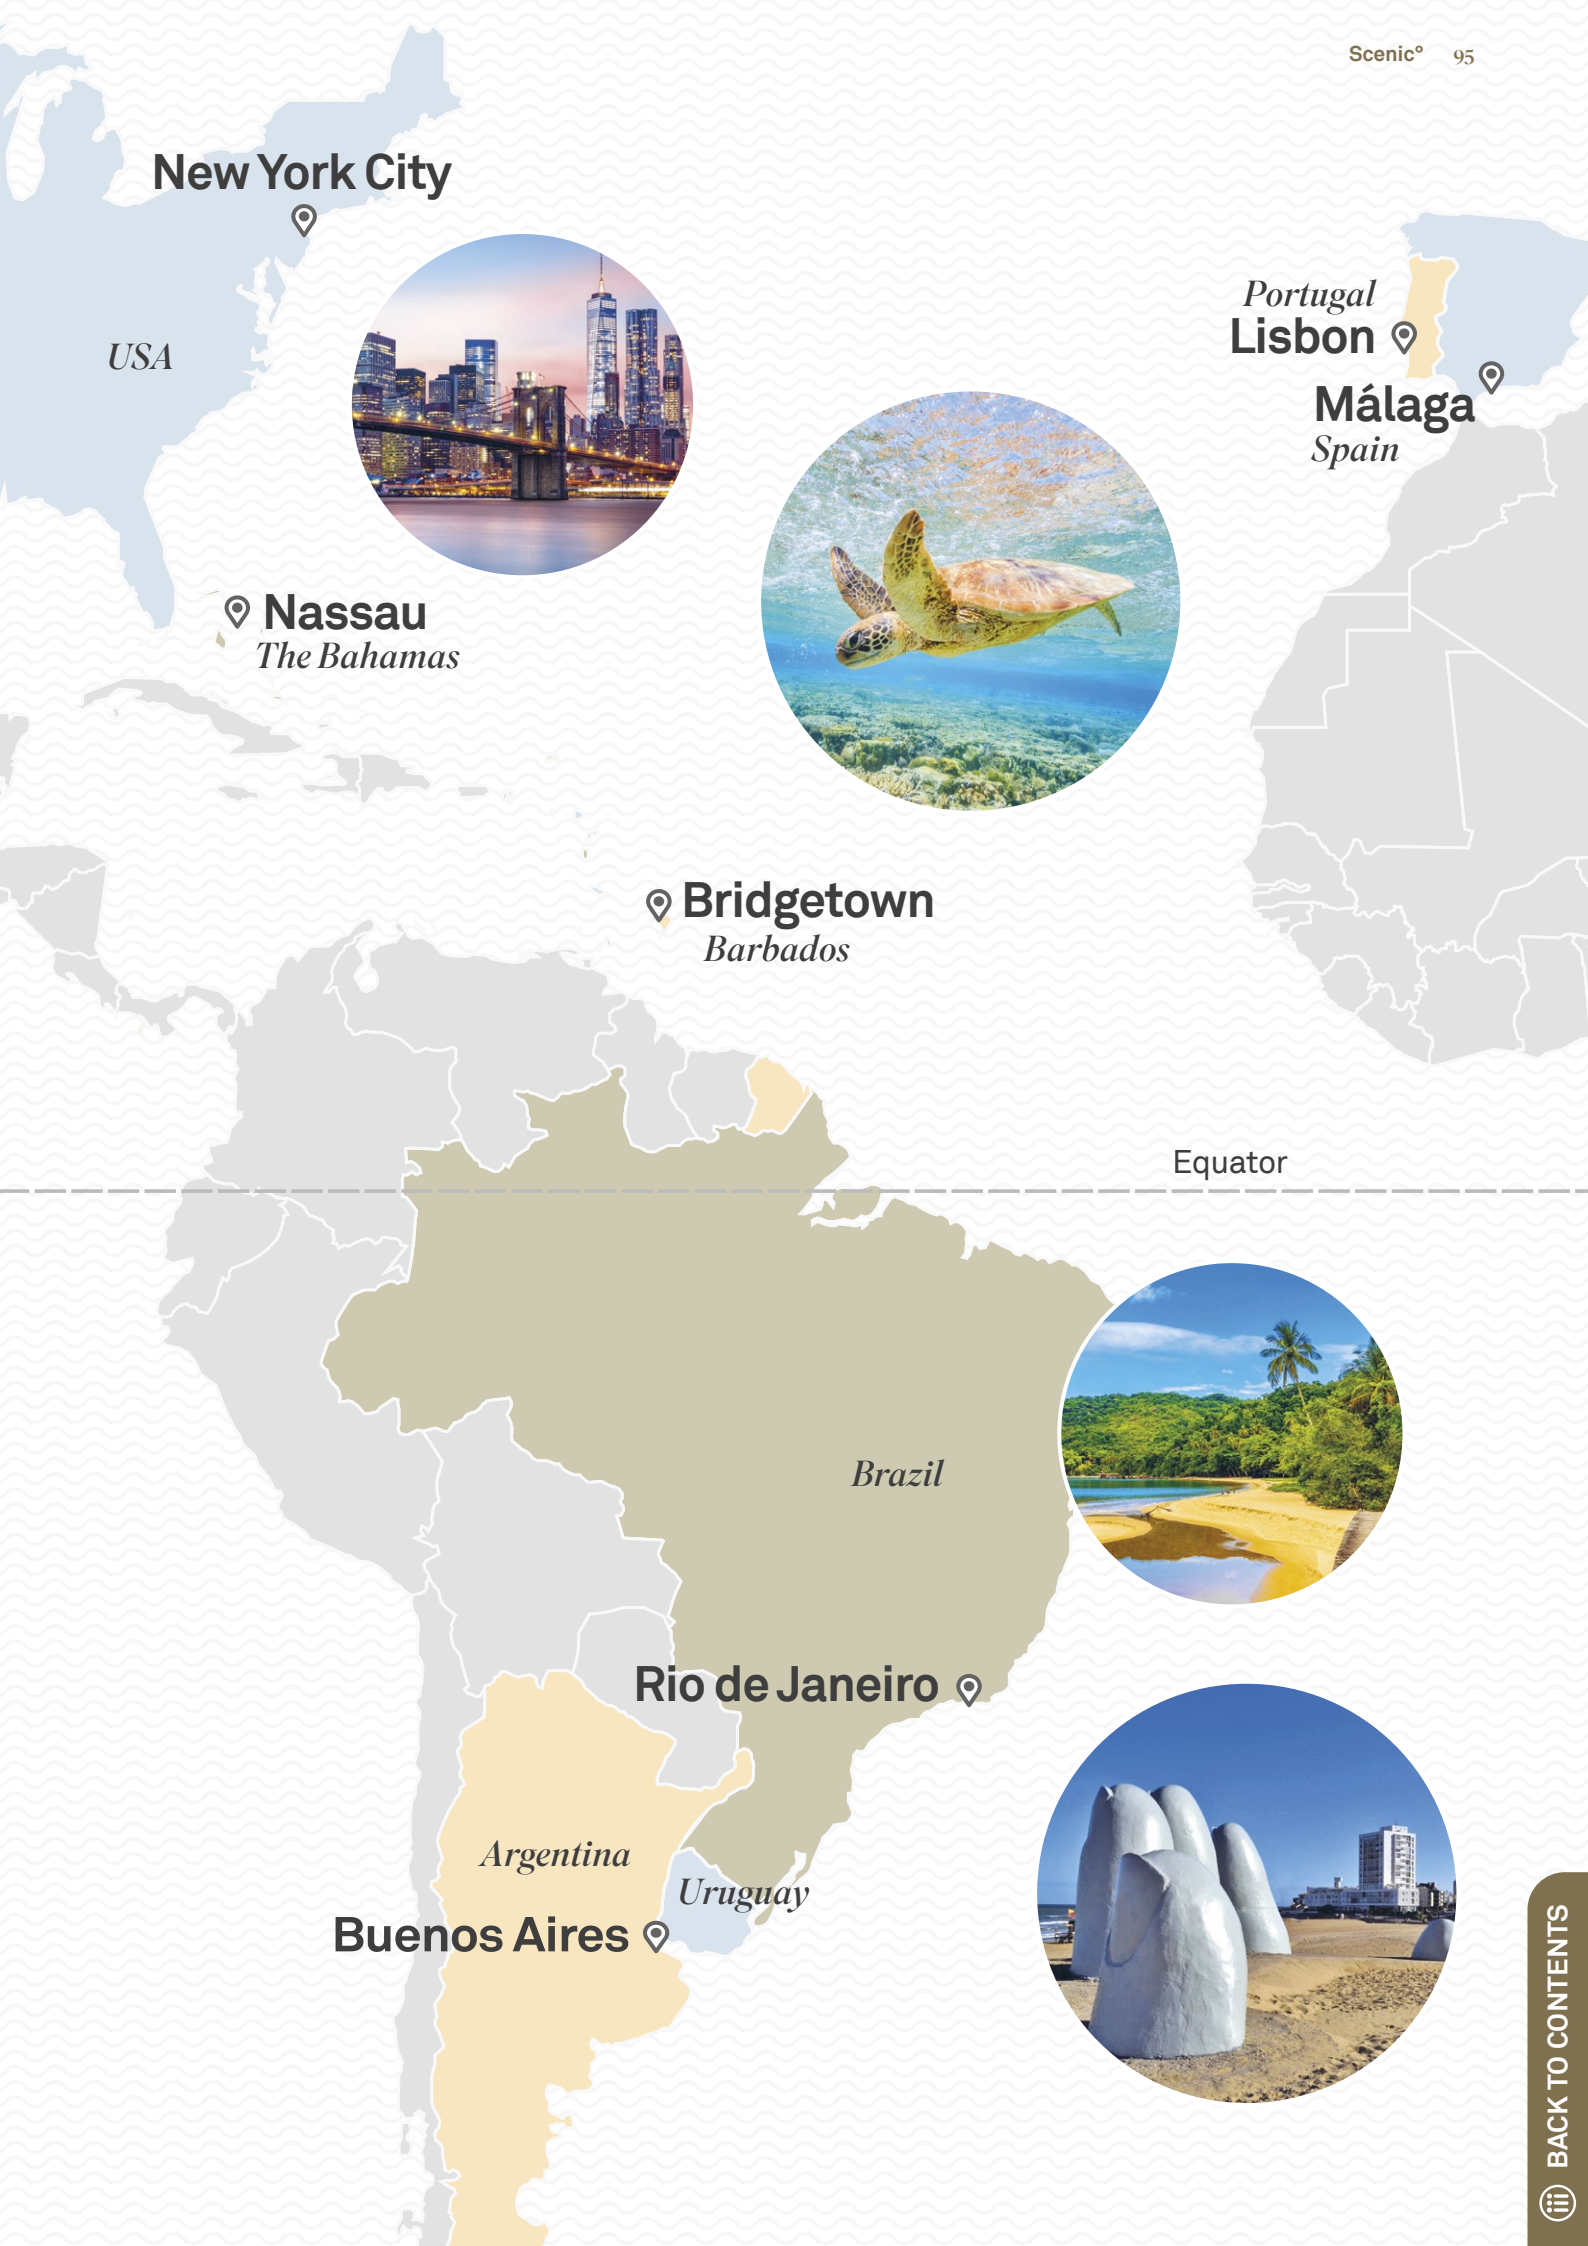 Scenic° 95
New York City
USA
Portugal
Lisbon
Málaga
Spain
Nassau
The Bahamas
Bridgetown
Barbados
Equator
Brazil
Rio de Janeiro
Argentina
Uruguay
Buenos Aires
BACK TO CONTENTS